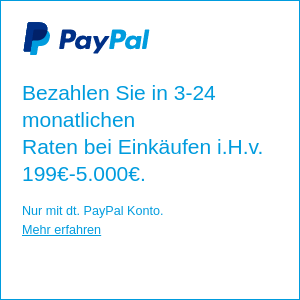 PayPal
Bezahlen Sie in 3-24
monatlichen
Raten bei Einkäufen i.H.v.
199€-5.000€.
Nur mit dt. PayPal Konto.
Mehr erfahren